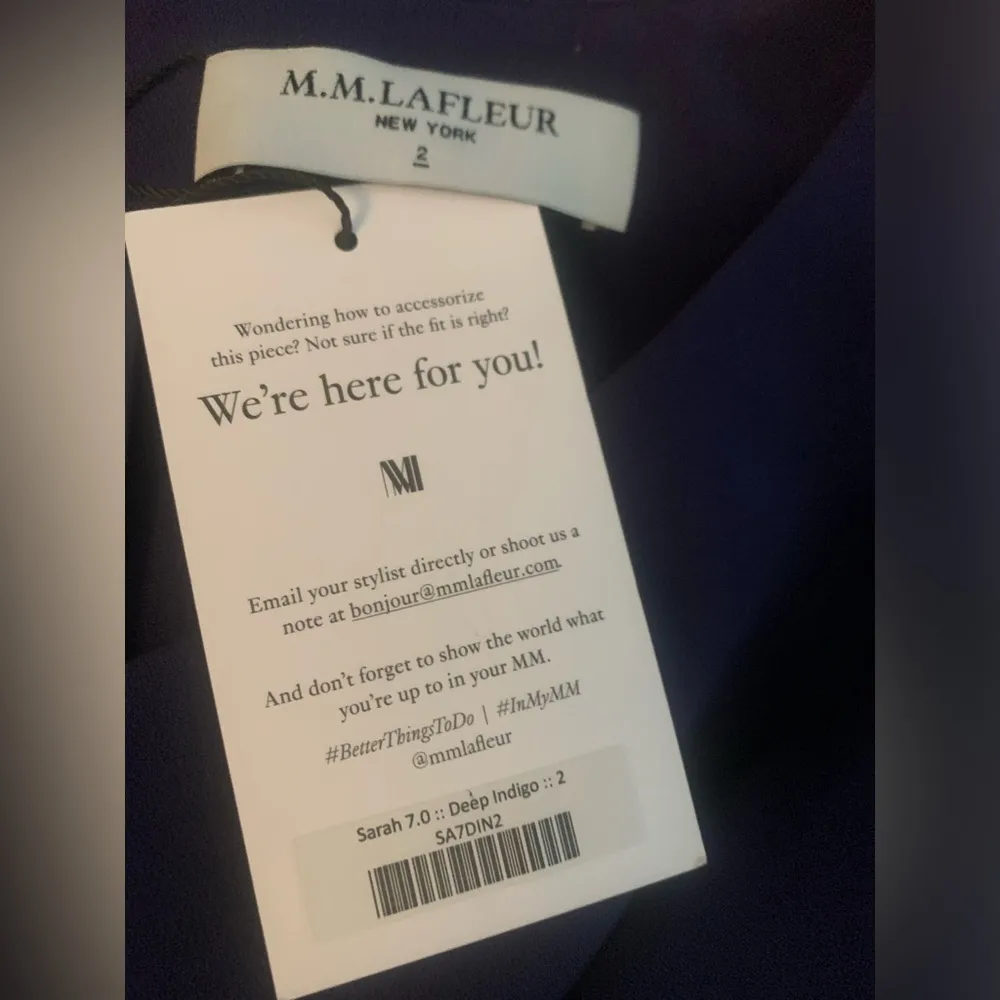 M.M.LAFLEUR
NEW YORK
2
Wondering how to accessorize
this piece? Not sure if the fit is right?
We're here for you!
MM
Email your stylist directly or shoot us a
note at bonjour@mmlafleur.com.
And don't forget to show the world what
you're up to in your MM.
#BetterThingsToDo | #InMyMM
@mmlafleur
Sarah 7.0 :: Deep Indigo :: 2
SA7DIN2